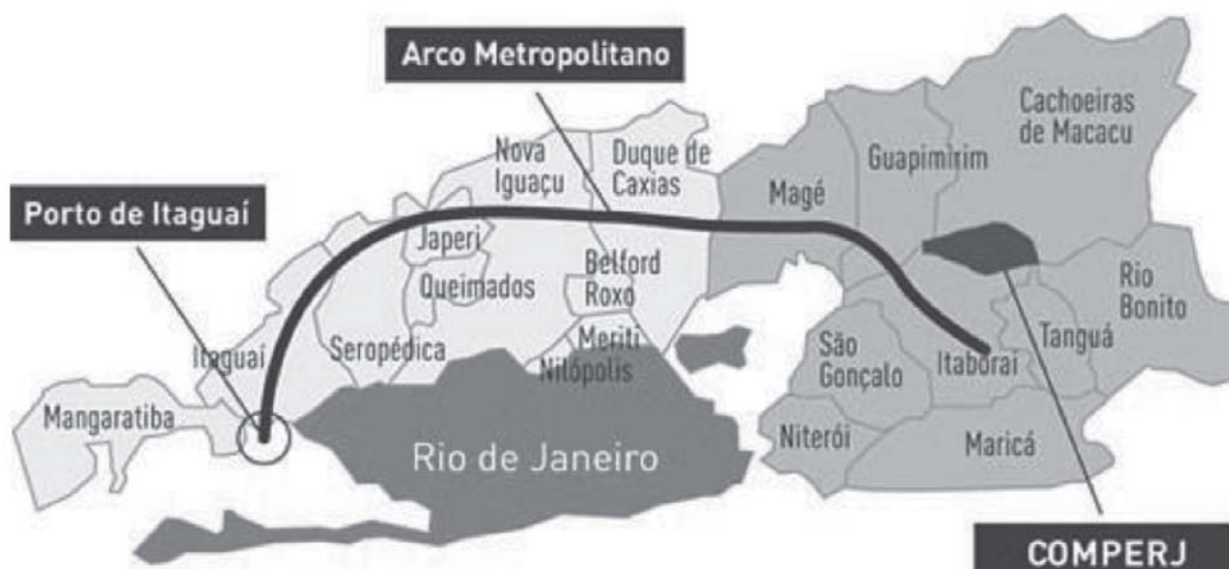 Arco Metropolitano
Porto de Itaguaí
Nova
Iguaçu
Duque de
Caxias
Magé
Guapimirim
Cachoeiras
de Macacu
Japeri
Queimados
Belford
Roxo
Rio
Bonito
Itaguaí
Seropédica
Meriti
Nilópolis
São
Gonçalo
Itaboraí
Tanguá
Mangaratiba
Rio de Janeiro
Niterói
Maricá
COMPERJ